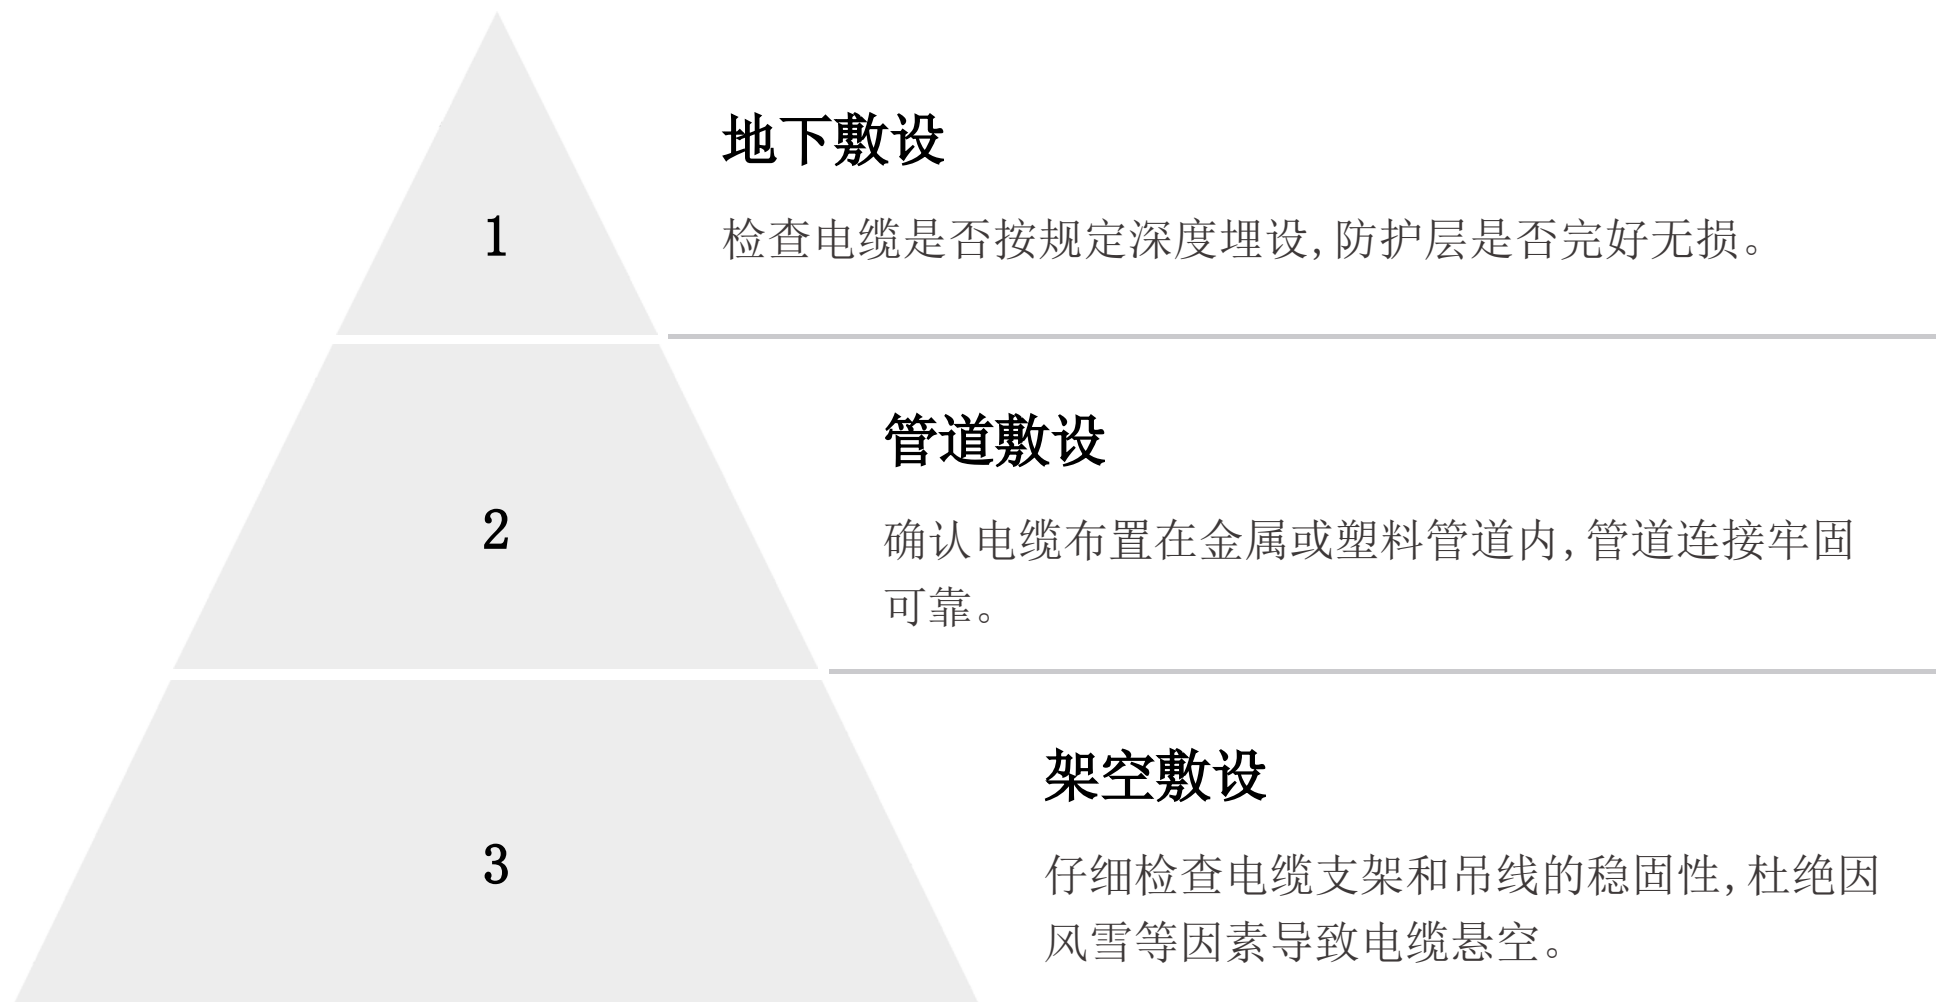 地下敷设
1
检查电缆是否按规定深度埋设,防护层是否完好无损。
管道敷设
2
确认电缆布置在金属或塑料管道内,管道连接牢固
可靠。
架空敷设
3
仔细检查电缆支架和吊线的稳固性,杜绝因
风雪等因素导致电缆悬空。